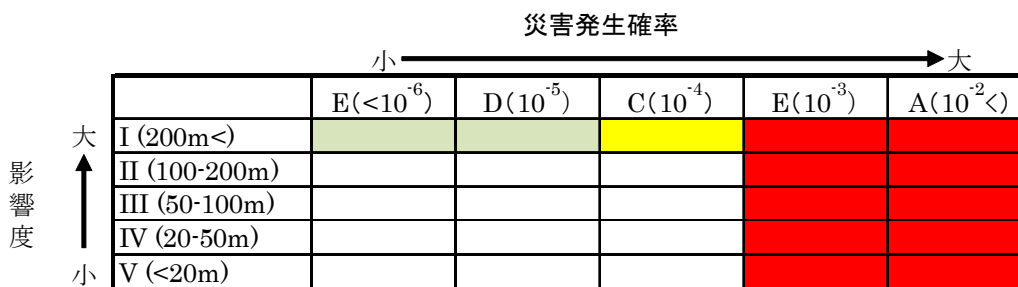 災害発生確率
小 大
E(<10⁻⁶) D(10⁻⁵) C(10⁻⁴) E(10⁻³) A(10⁻²<)
大 I (200m<)
II (100-200m)
III (50-100m)
IV (20-50m)
小 V (<20m)
影響度